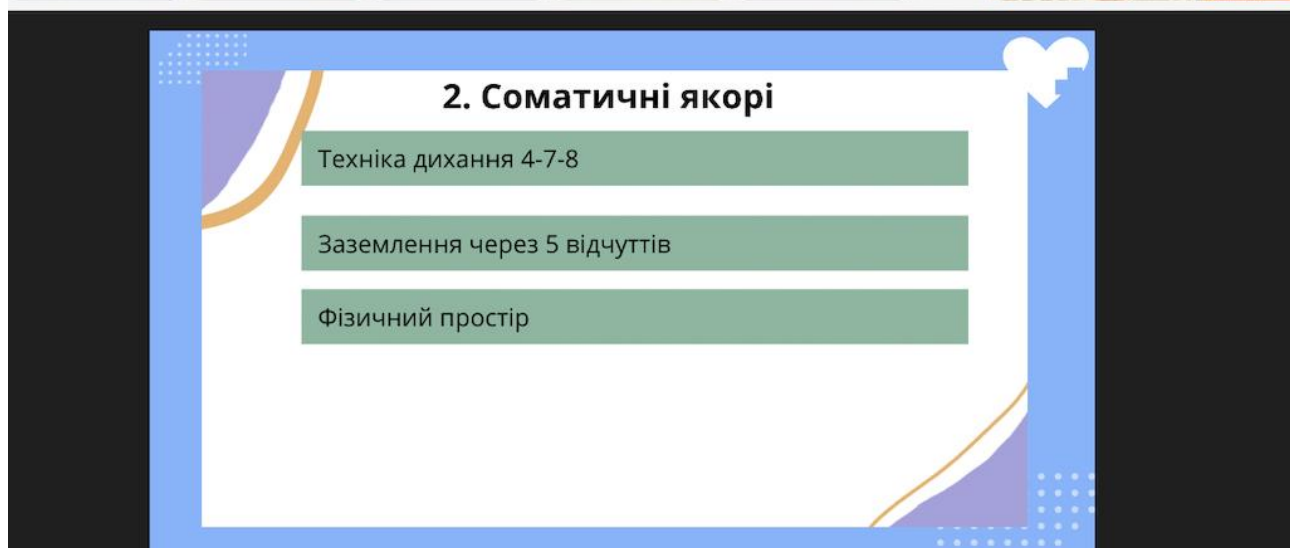 2. Соматичні якорі
Техніка дихання 4-7-8
Заземлення через 5 відчуттів
Фізичний простір